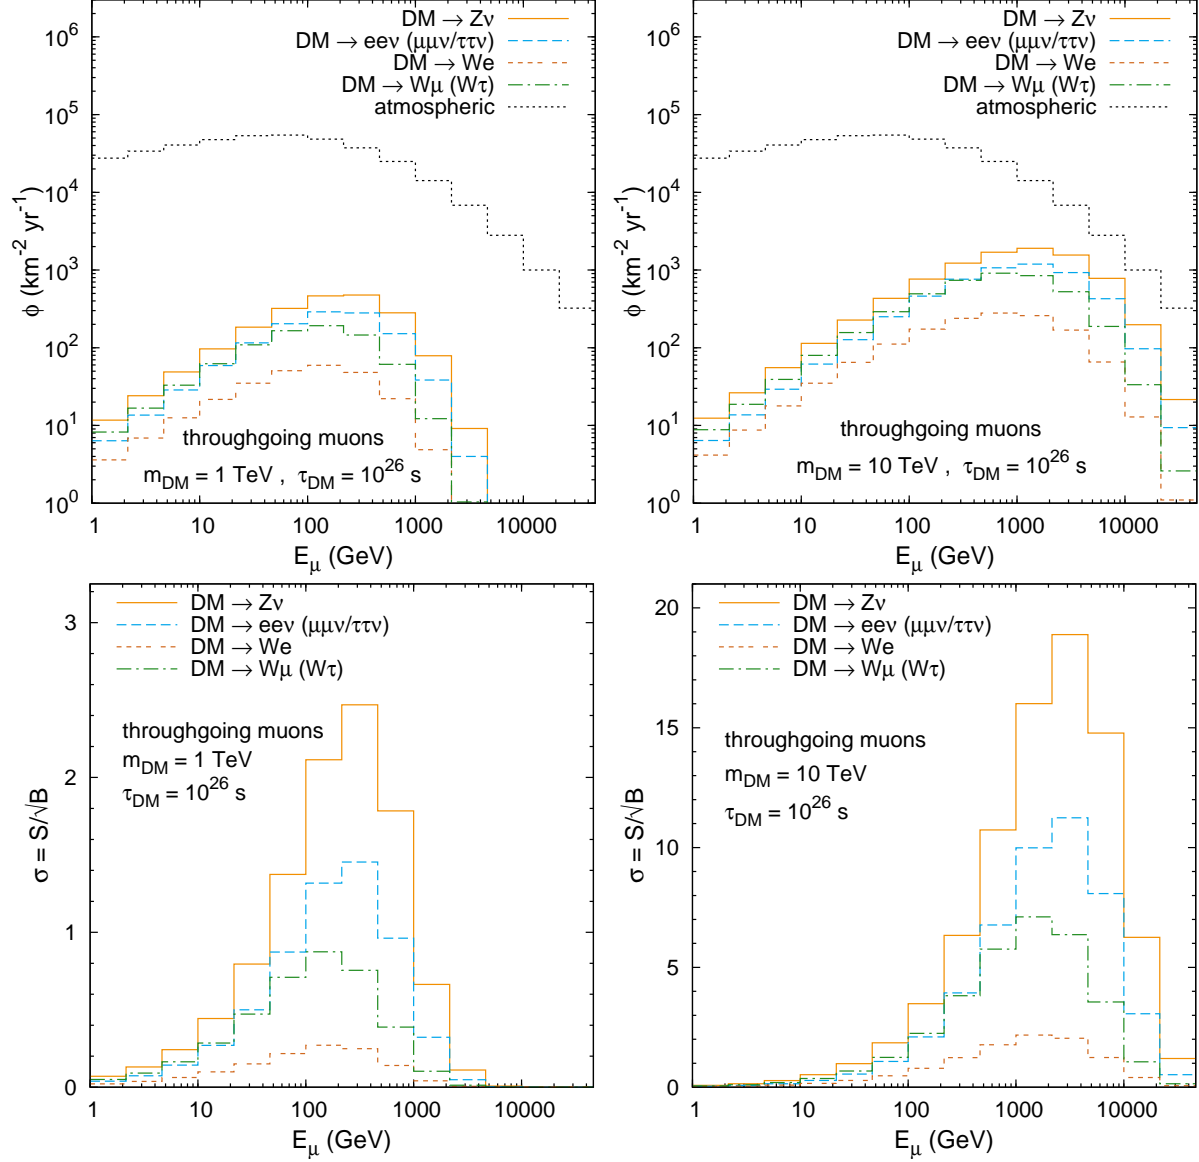 DM → Zν
DM → eeν (μμν/ττν)
DM → We
DM → Wμ (Wτ)
atmospheric
10^6
10^5
10^4
10^3
10^2
10^1
10^0
ϕ (km^-2 yr^-1)
throughgoing muons
m_DM = 1 TeV , τ_DM = 10^26 s
1
10
100
1000
10000
E_μ (GeV)
DM → Zν
DM → eeν (μμν/ττν)
DM → We
DM → Wμ (Wτ)
atmospheric
10^6
10^5
10^4
10^3
10^2
10^1
10^0
ϕ (km^-2 yr^-1)
throughgoing muons
m_DM = 10 TeV , τ_DM = 10^26 s
1
10
100
1000
10000
E_μ (GeV)
DM → Zν
DM → eeν (μμν/ττν)
DM → We
DM → Wμ (Wτ)
throughgoing muons
m_DM = 1 TeV
τ_DM = 10^26 s
3
2
1
0
σ = S/√B
1
10
100
1000
10000
E_μ (GeV)
DM → Zν
DM → eeν (μμν/ττν)
DM → We
DM → Wμ (Wτ)
throughgoing muons
m_DM = 10 TeV
τ_DM = 10^26 s
20
15
10
5
0
σ = S/√B
1
10
100
1000
10000
E_μ (GeV)